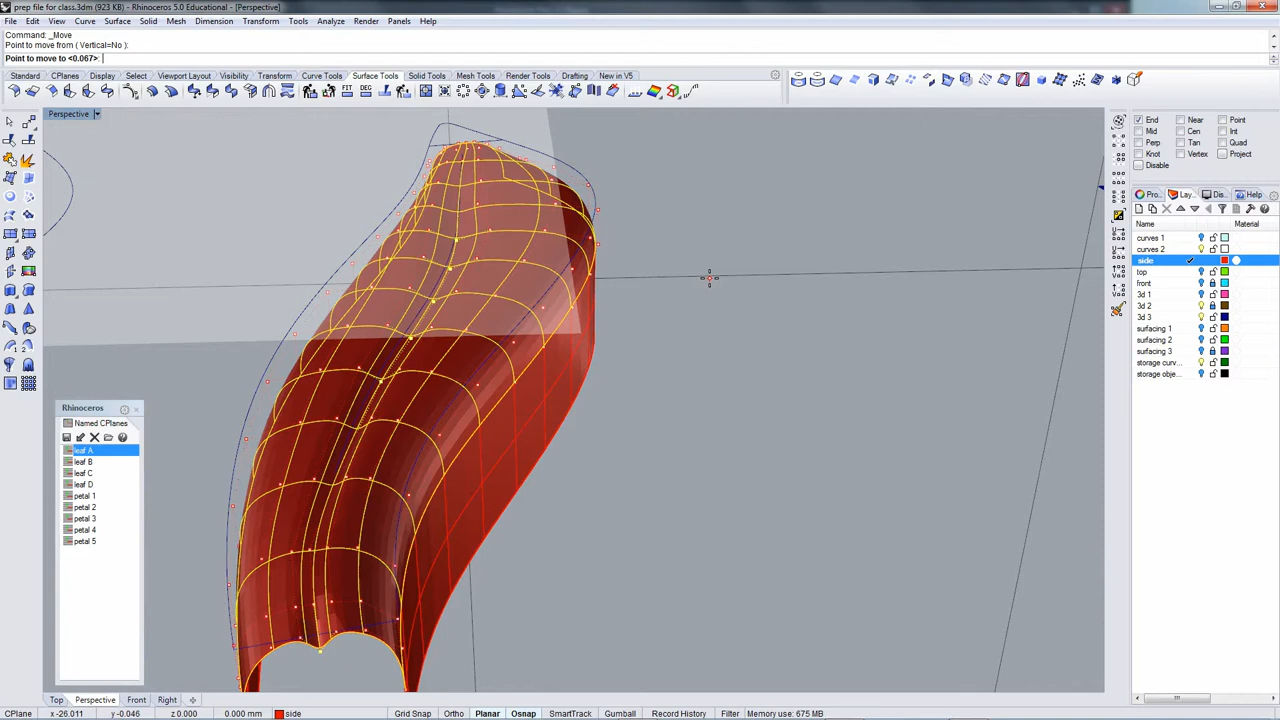 prep file for class.3dm (923 KB) - Rhinoceros 5.0 Educational - [Perspective]
File Edit View Curve Surface Solid Mesh Dimension Transform Tools Analyze Render Panels Help
Command: _Move
Point to move from ( Vertical=No ):
Point to move to <0.067>:
Standard CPlanes Display Select Viewport Layout Visibility Transform Curve Tools Surface Tools Solid Tools Mesh Tools Render Tools Drafting New in V5
FIT DEG
Perspective
End Near Point
Mid Cen Int
Perp Tan Quad
Knot Vertex Project
Disable
Pro... Lay... Dis... Help
Name Material
curves 1
curves 2
side
top
front
3d 1
3d 2
3d 3
surfacing 1
surfacing 2
surfacing 3
storage curv...
storage obje...
Rhinoceros
Named CPlanes
leaf A
leaf B
leaf C
leaf D
petal 1
petal 2
petal 3
petal 4
petal 5
Top Perspective Front Right
CPlane x -26.011 y -0.046 z 0.000 0.000 mm side Grid Snap Ortho Planar Osnap SmartTrack Gumball Record History Filter Memory use: 675 MB